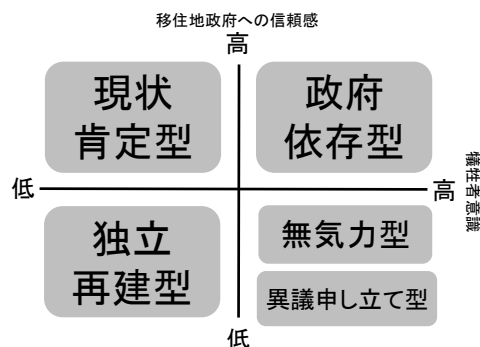 移住地政府への信頼感
高
現状
肯定型
政府
依存型
低
高
犠牲者意識
独立
再建型
無気力型
異議申し立て型
低